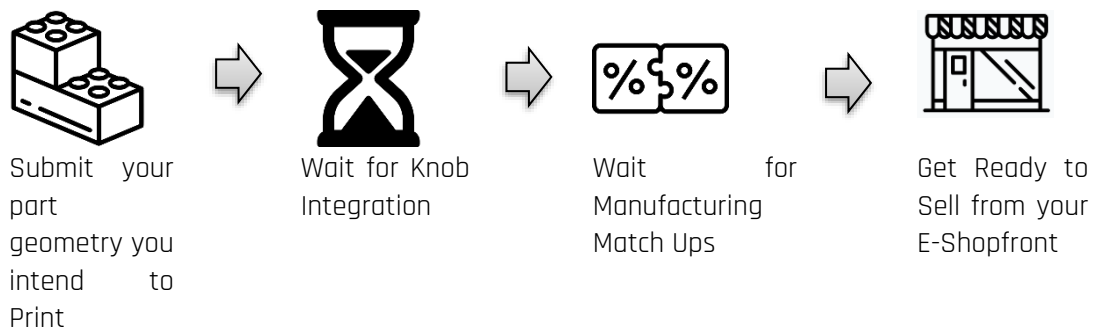 Submit your
part
geometry you
intend to
Print
Wait for Knob
Integration
Wait for
Manufacturing
Match Ups
Get Ready to
Sell from your
E-Shopfront
% %